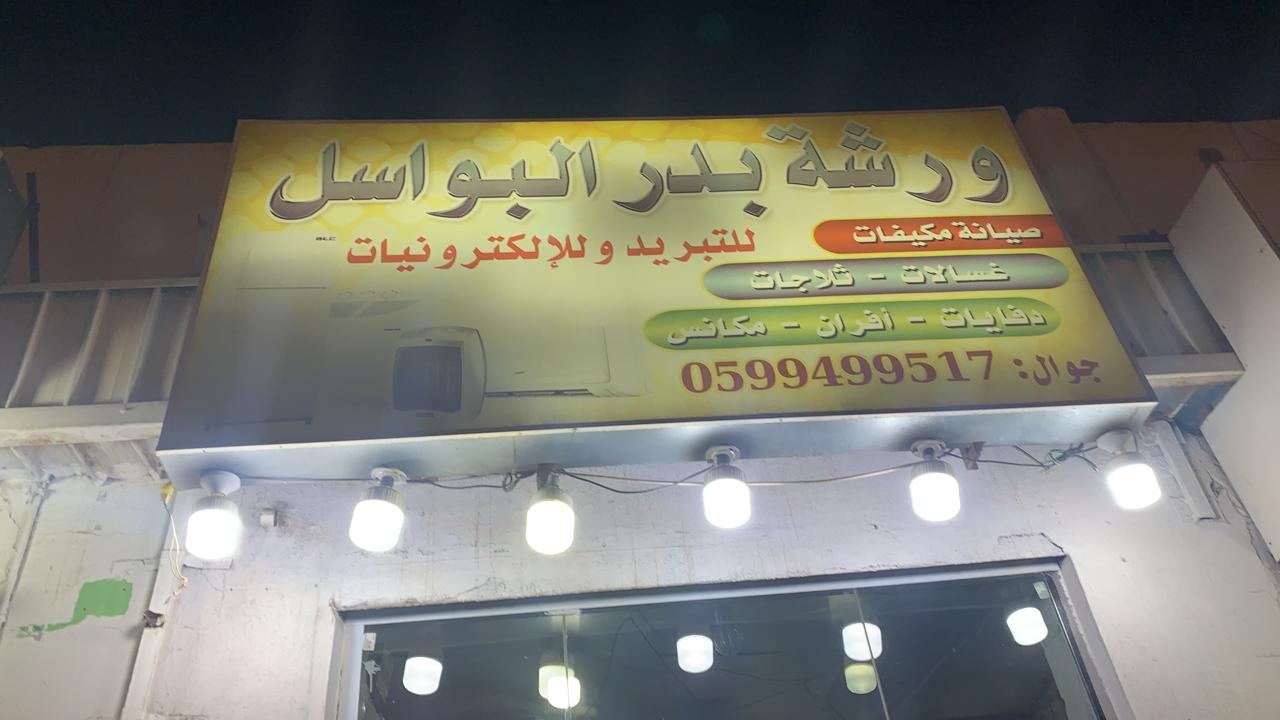 ورشة بدر البواسل
للتبريد وللإلكترونيات
صيانة مكيفات
غسالات - ثلاجات
دفايات - أفران - مكانس
جوال: 0599499517